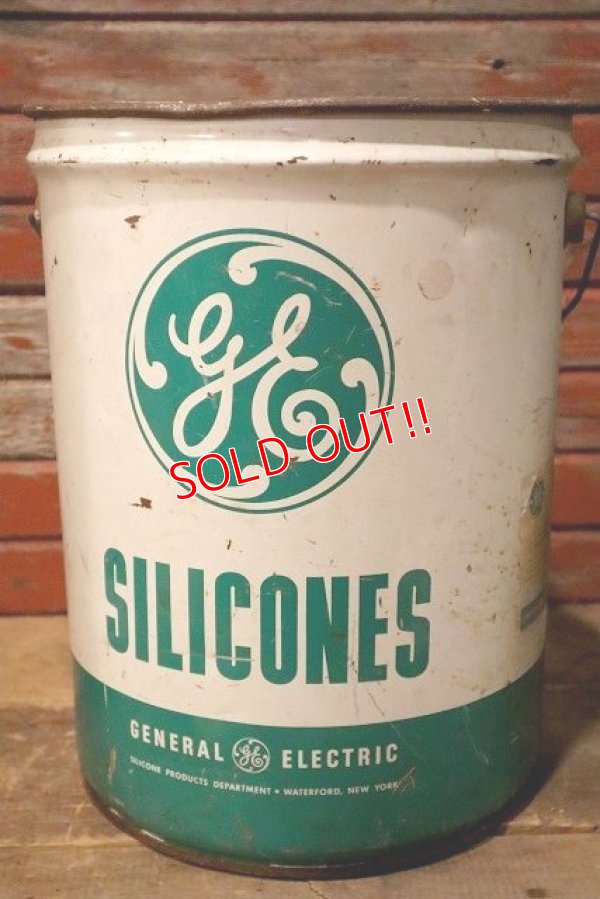 GE
SOLD OUT!!
SILICONES
GENERAL GE ELECTRIC
SILICONE PRODUCTS DEPARTMENT • WATERFORD, NEW YORK